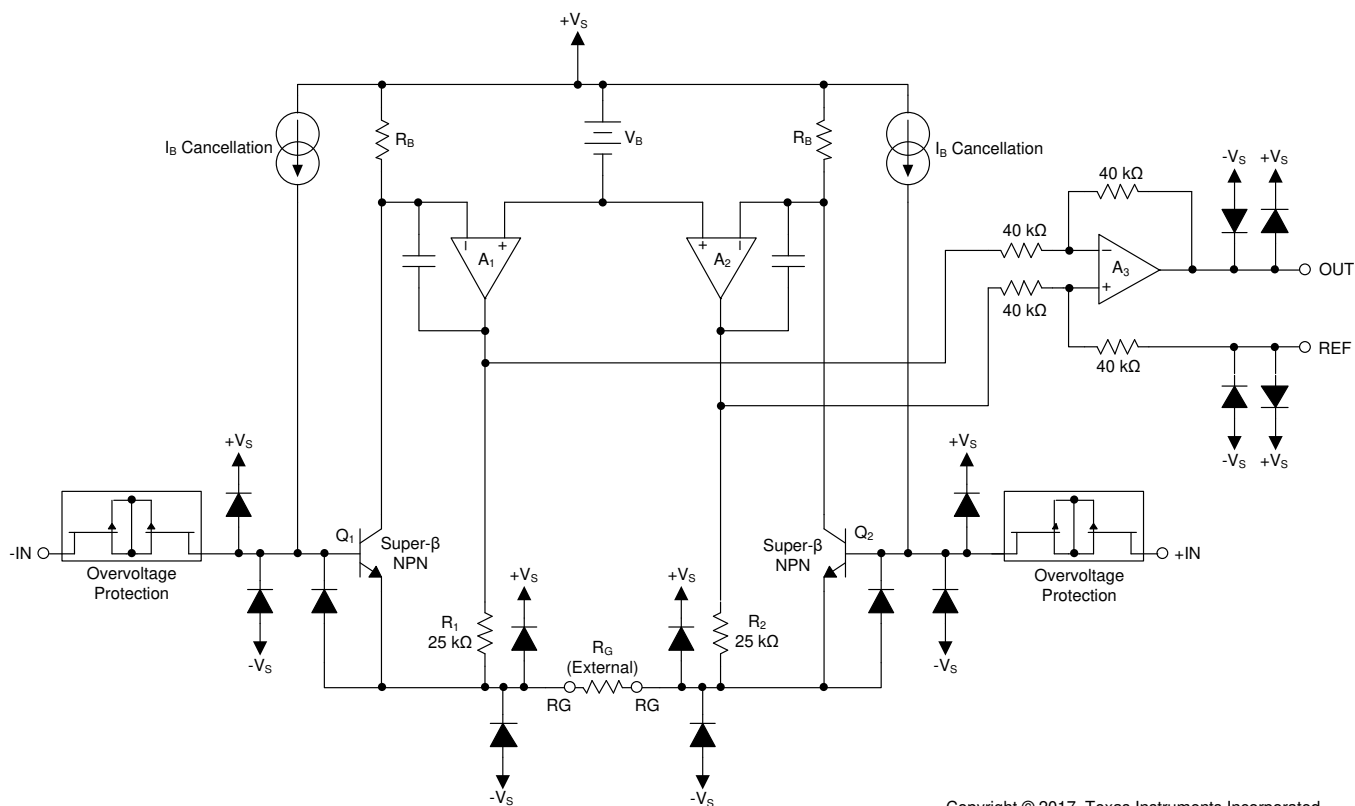 +VS
IB Cancellation
RB
VB
RB
IB Cancellation
-VS
+VS
40 kΩ
40 kΩ
−
A3
+
OUT
40 kΩ
40 kΩ
REF
-VS
+VS
−
+
A1
+
−
A2
+VS
-IN
Overvoltage
Protection
-VS
Q1
Super-β
NPN
+VS
R1
25 kΩ
RG
(External)
RG
RG
-VS
+VS
R2
25 kΩ
-VS
Super-β
NPN
Q2
+VS
-VS
+IN
Overvoltage
Protection
Copyright © 2017, Texas Instruments Incorporated